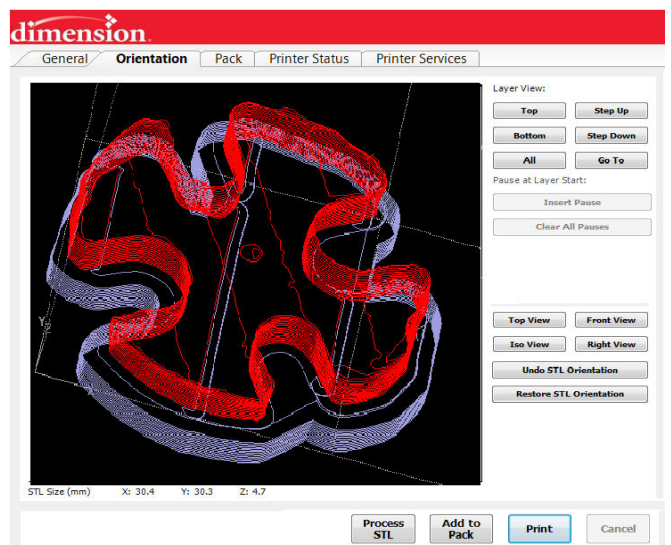 dimension.
General Orientation Pack Printer Status Printer Services
Layer View:
Top Step Up
Bottom Step Down
All Go To
Pause at Layer Start:
Insert Pause
Clear All Pauses
Top View Front View
Iso View Right View
Undo STL Orientation
Restore STL Orientation
Y
X
STL Size (mm) X: 30.4 Y: 30.3 Z: 4.7
Process STL
Add to Pack
Print
Cancel